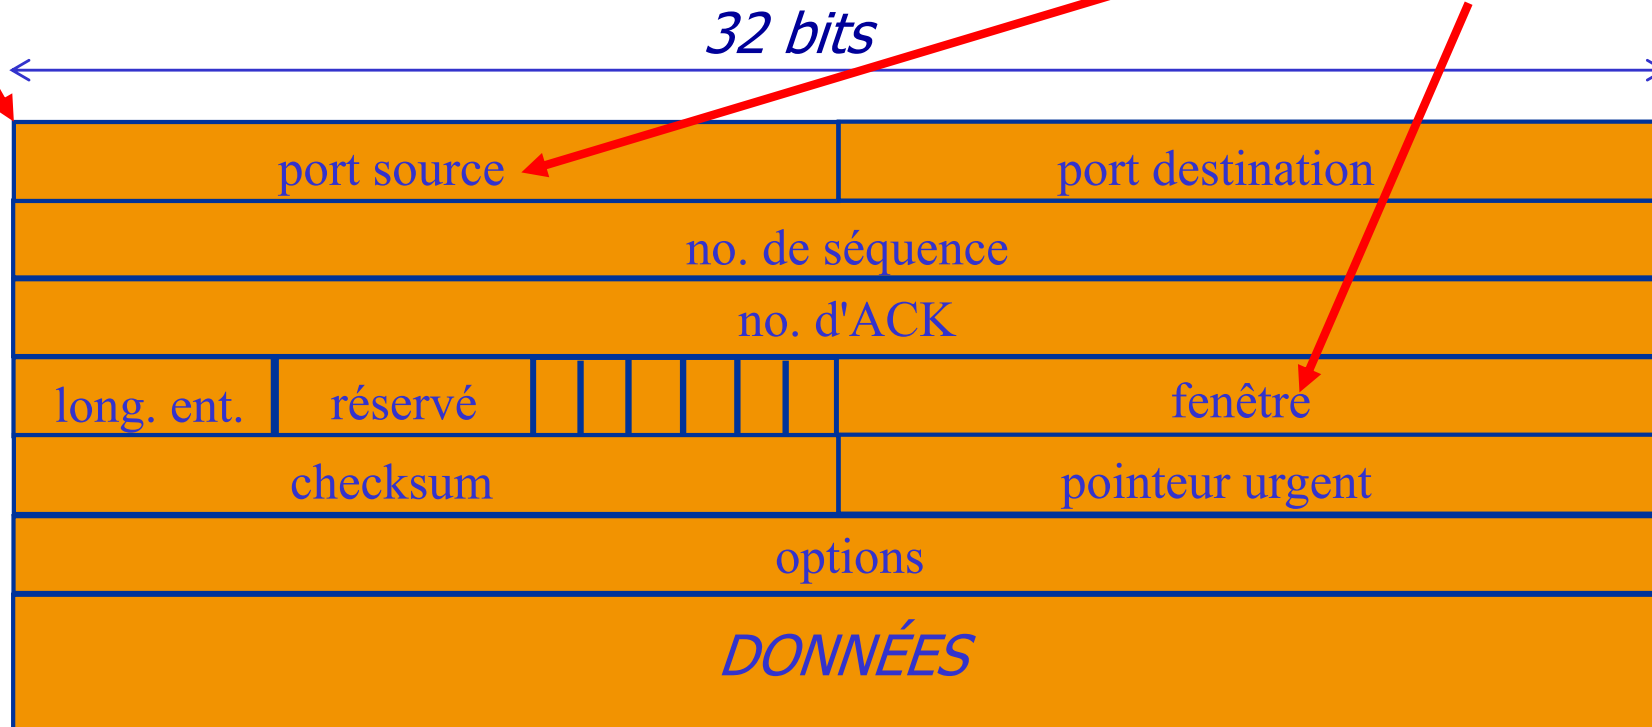 32 bits
port source
port destination
no. de séquence
no. d'ACK
long. ent.
réservé
fenêtre
checksum
pointeur urgent
options
DONNÉES